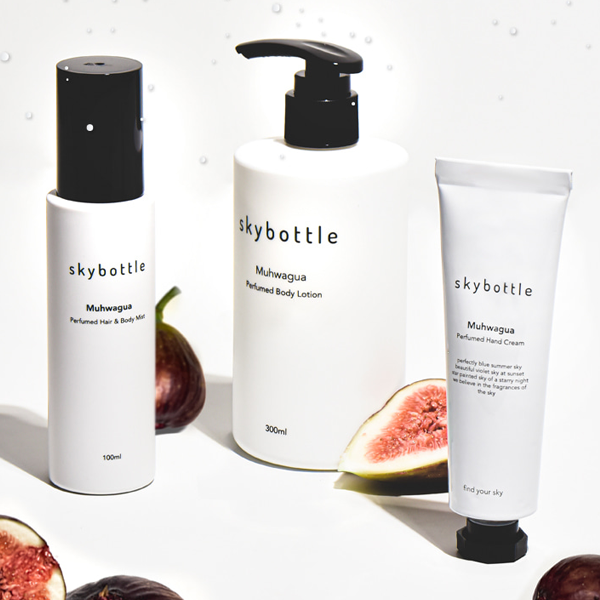 skybottle
Muhwagua
Perfumed Hair & Body Mist
100ml
skybottle
Muhwagua
Perfumed Body Lotion
300ml
skybottle
Muhwagua
Perfumed Hand Cream
perfectly blue summer sky
beautiful violet sky at sunset
painted sky of a starry night
we believe in the fragrances of
the sky
find your sky